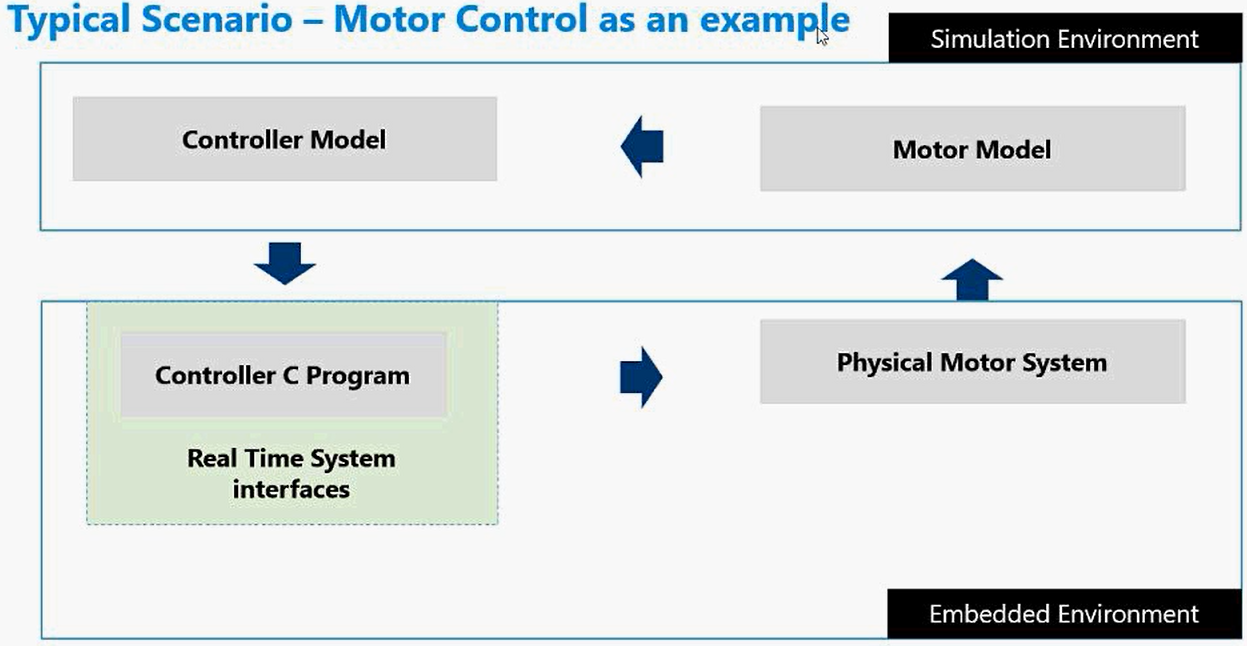 Typical Scenario – Motor Control as an example
Simulation Environment
Controller Model
Motor Model
Controller C Program
Physical Motor System
Real Time System
interfaces
Embedded Environment